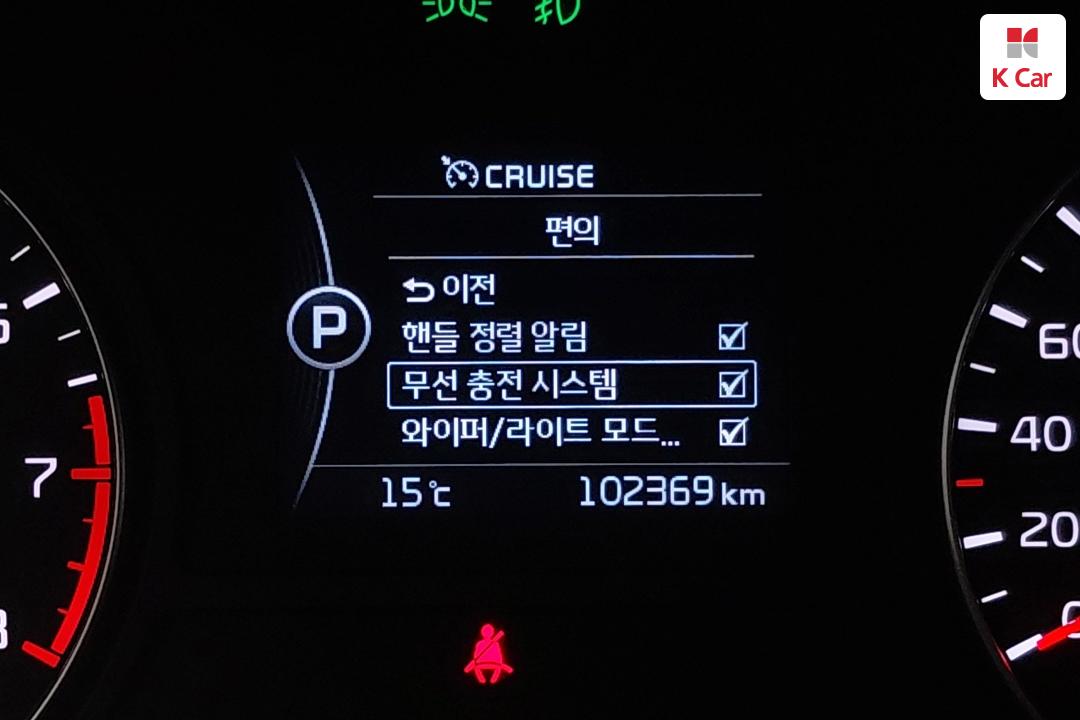 K Car
CRUISE
편의
이전
P
핸들 정렬 알림
무선 충전 시스템
와이퍼/라이트 모드...
15℃
102369 km
7
60
40
20